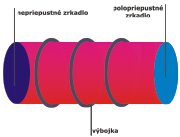 nepriepustné zrkadlo
polopriepustné
zrkadlo
výbojka